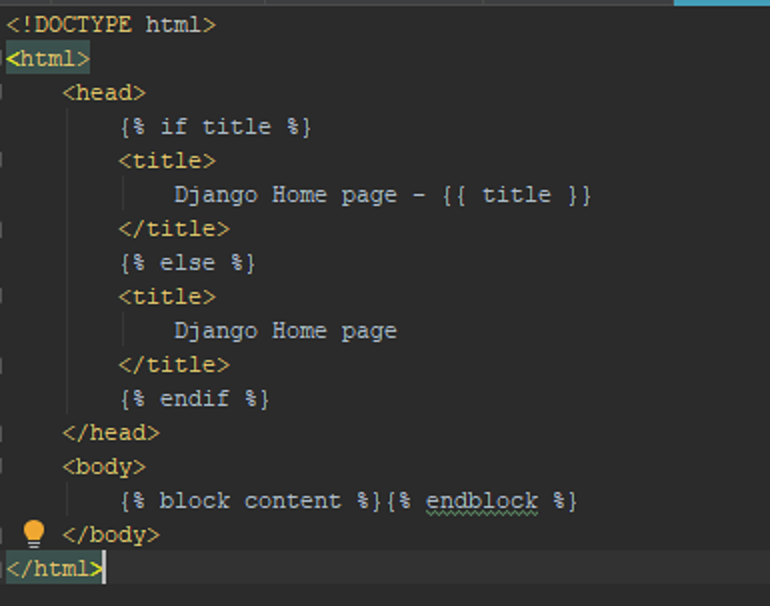 <!DOCTYPE html>
<html>
<head>
{% if title %}
<title>
Django Home page - {{ title }}
</title>
{% else %}
<title>
Django Home page
</title>
{% endif %}
</head>
<body>
{% block content %}{% endblock %}
</body>
</html>